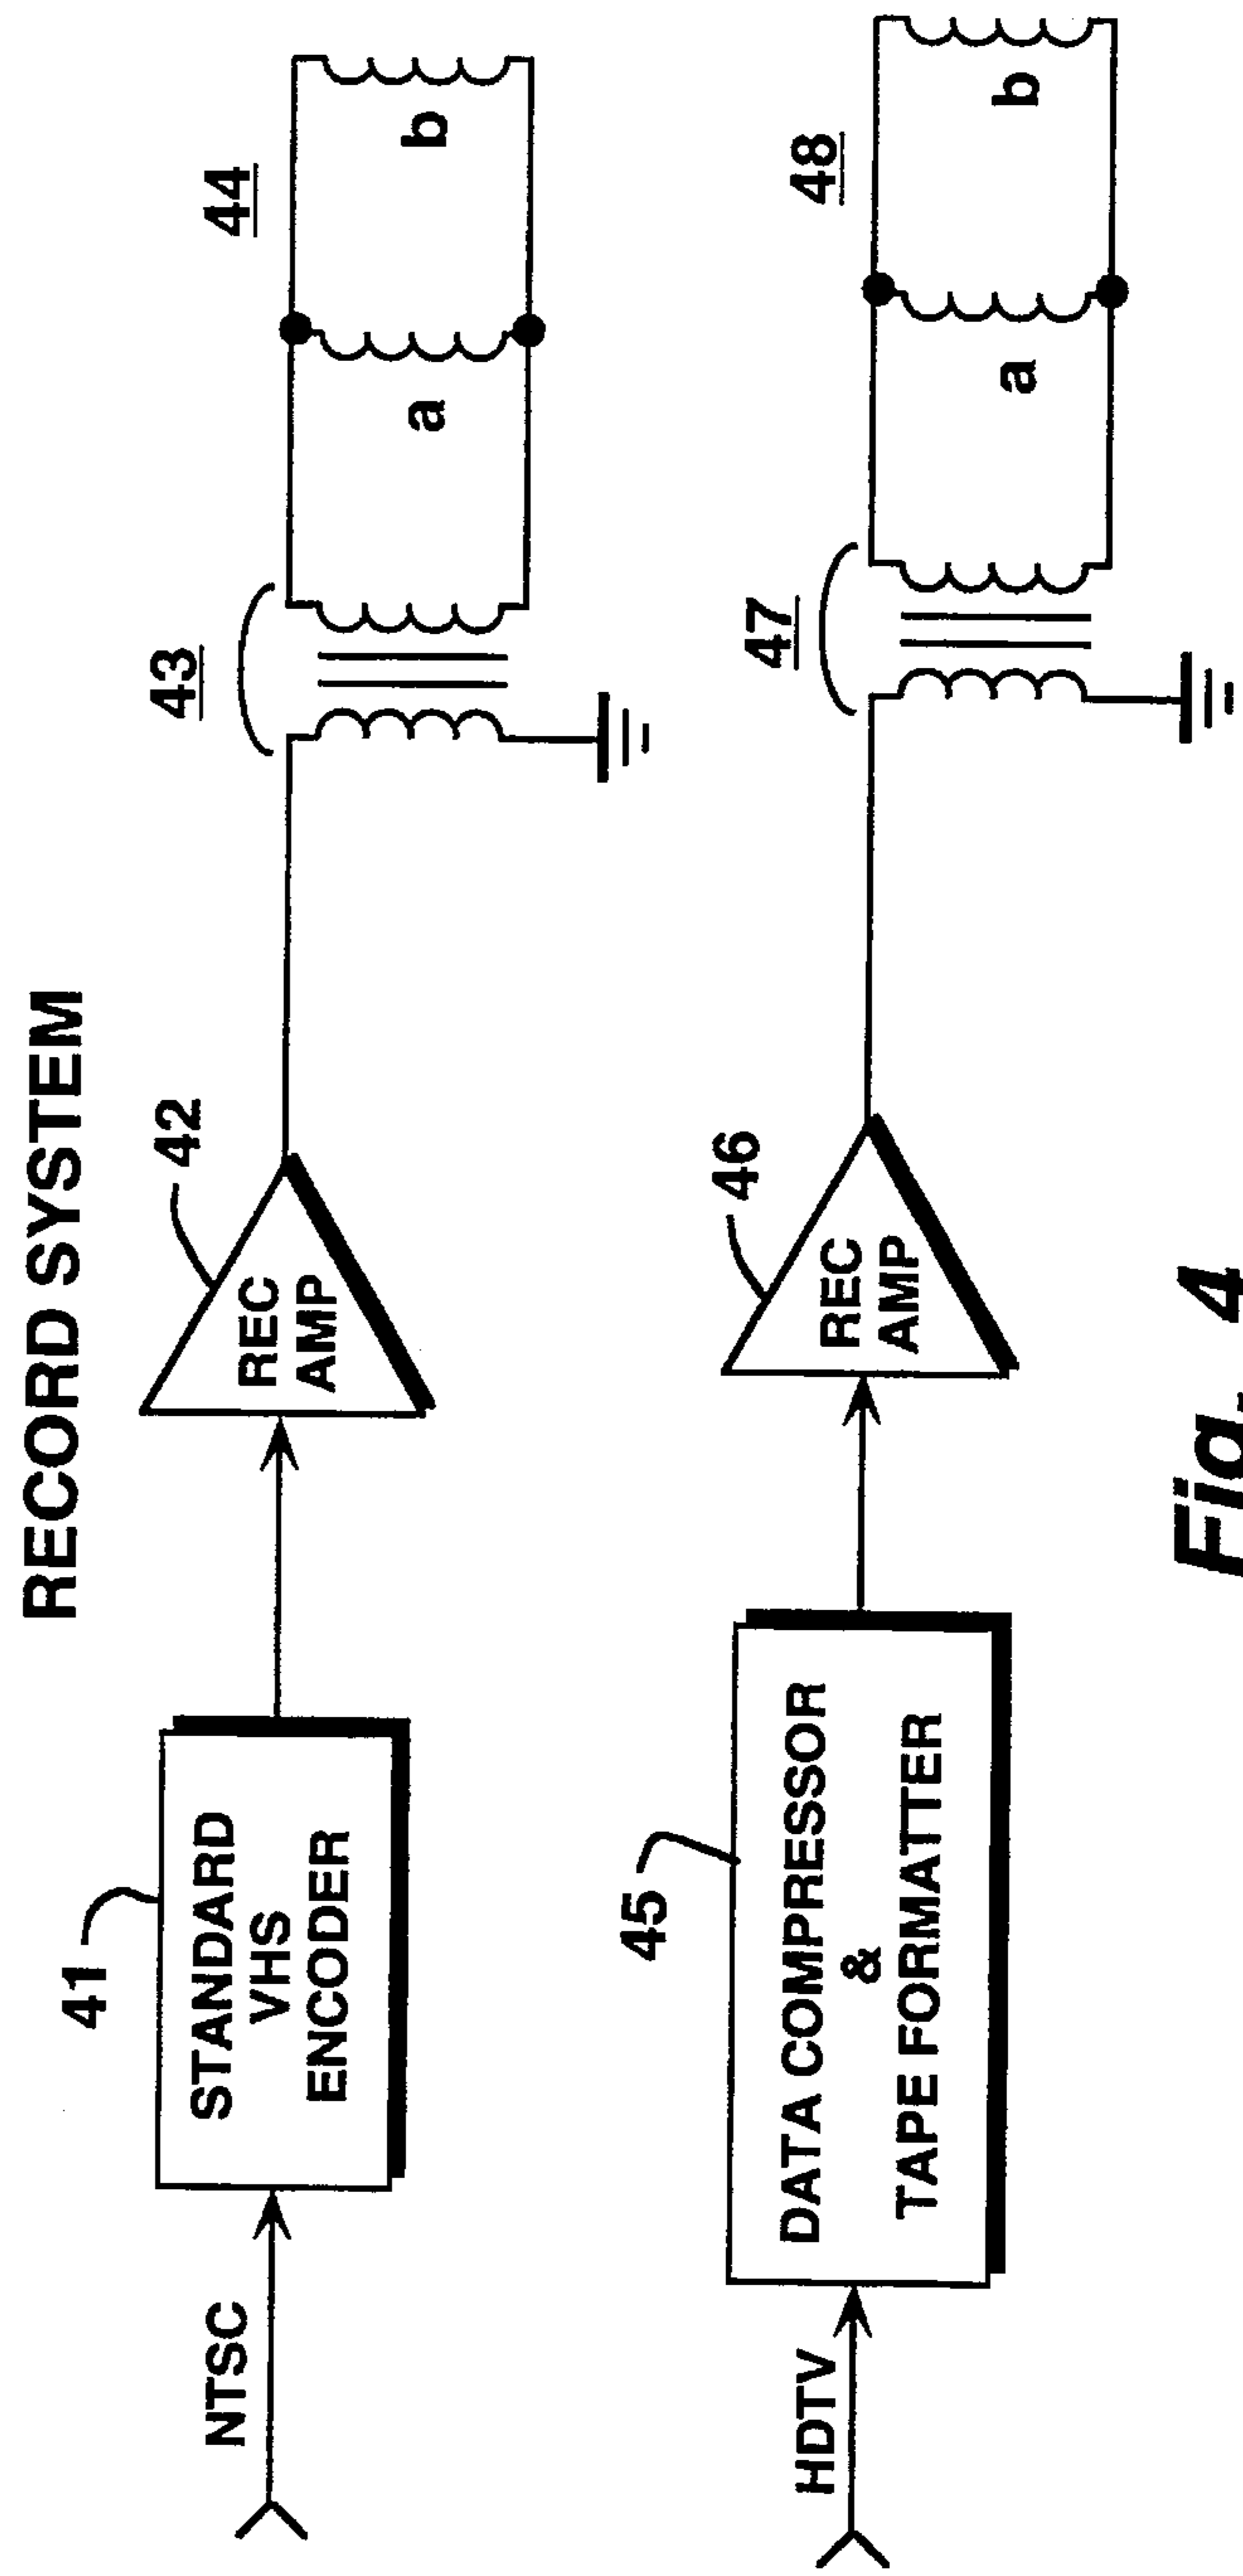 RECORD SYSTEM
NTSC
41
STANDARD
VHS
ENCODER
42
REC
AMP
43
44
a
b
HDTV
45
DATA COMPRESSOR
&
TAPE FORMATTER
46
REC
AMP
47
48
a
b
Fig. 4